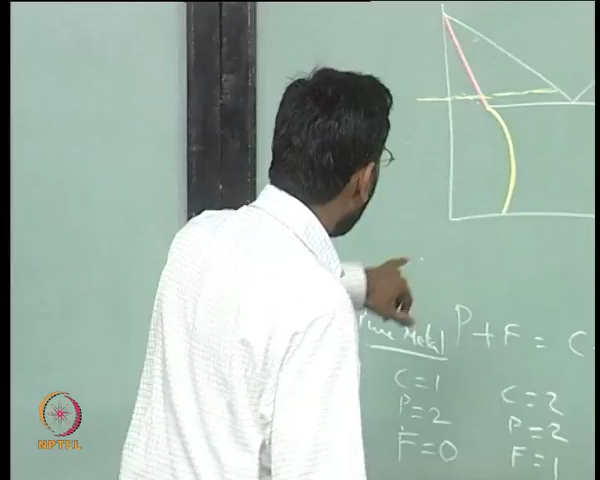 Pure Metal
P + F = C
C = 1
P = 2
F = 0
C = 2
P = 2
F = 1
NPTEL